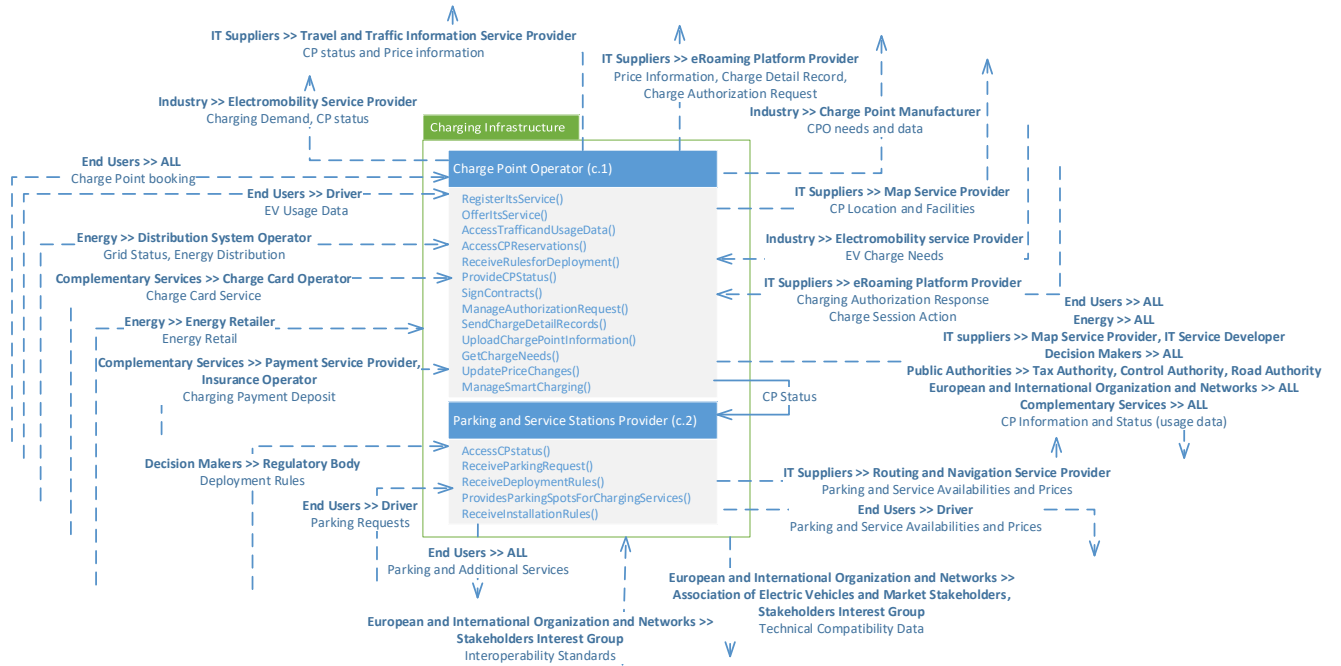 IT Suppliers >> Travel and Traffic Information Service Provider
CP status and Price information
IT Suppliers >> eRoaming Platform Provider
Price Information, Charge Detail Record,
Charge Authorization Request
Industry >> Electromobility Service Provider
Charging Demand, CP status
Industry >> Charge Point Manufacturer
CPO needs and data
Charging Infrastructure
End Users >> ALL
Charge Point booking
End Users >> Driver
EV Usage Data
Energy >> Distribution System Operator
Grid Status, Energy Distribution
Complementary Services >> Charge Card Operator
Charge Card Service
Energy >> Energy Retailer
Energy Retail
Complementary Services >> Payment Service Provider,
Insurance Operator
Charging Payment Deposit
Charge Point Operator (c.1)
RegisterItsService()
OfferItsService()
AccessTrafficandUsageData()
AccessCPReservations()
ReceiveRulesforDeployment()
ProvideCPStatus()
SignContracts()
ManageAuthorizationRequest()
SendChargeDetailRecords()
UploadChargePointInformation()
GetChargeNeeds()
UpdatePriceChanges()
ManageSmartCharging()
IT Suppliers >> Map Service Provider
CP Location and Facilities
Industry >> Electromobility service Provider
EV Charge Needs
IT Suppliers >> eRoaming Platform Provider
Charging Authorization Response
Charge Session Action
End Users >> ALL
Energy >> ALL
IT suppliers >> Map Service Provider, IT Service Developer
Decision Makers >> ALL
Public Authorities >> Tax Authority, Control Authority, Road Authority
European and International Organization and Networks >> ALL
Complementary Services >> ALL
CP Information and Status (usage data)
CP Status
Parking and Service Stations Provider (c.2)
AccessCPstatus()
ReceiveParkingRequest()
ReceiveDeploymentRules()
ProvidesParkingSpotsForChargingServices()
ReceiveInstallationRules()
Decision Makers >> Regulatory Body
Deployment Rules
End Users >> Driver
Parking Requests
IT Suppliers >> Routing and Navigation Service Provider
Parking and Service Availabilities and Prices
End Users >> Driver
Parking and Service Availabilities and Prices
End Users >> ALL
Parking and Additional Services
European and International Organization and Networks >>
Stakeholders Interest Group
Interoperability Standards
European and International Organization and Networks >>
Association of Electric Vehicles and Market Stakeholders,
Stakeholders Interest Group
Technical Compatibility Data